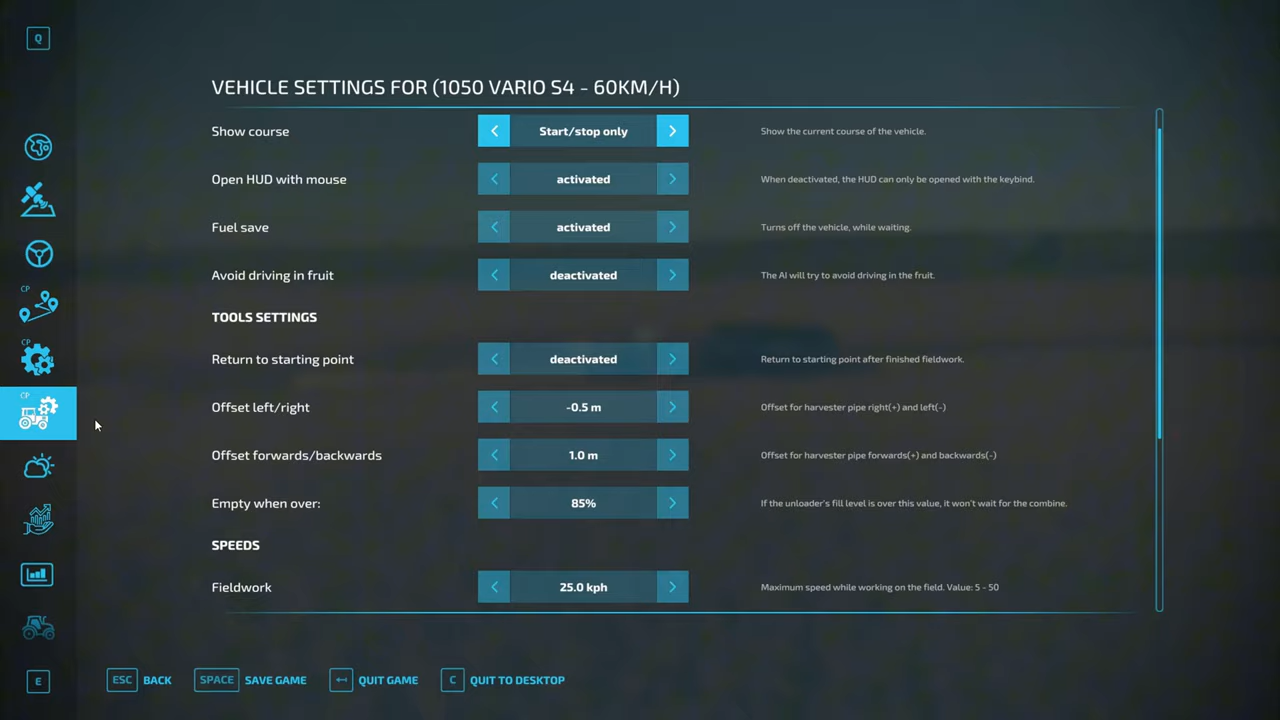 Q
VEHICLE SETTINGS FOR (1050 VARIO S4 - 60KM/H)
Show course
Start/stop only
Show the current course of the vehicle.
Open HUD with mouse
activated
When deactivated, the HUD can only be opened with the keybind.
Fuel save
activated
Turns off the vehicle, while waiting.
Avoid driving in fruit
deactivated
The AI will try to avoid driving in the fruit.
CP
TOOLS SETTINGS
CP
Return to starting point
deactivated
Return to starting point after finished fieldwork.
CP
Offset left/right
-0.5 m
Offset for harvester pipe right(+) and left(-)
Offset forwards/backwards
1.0 m
Offset for harvester pipe forwards(+) and backwards(-)
Empty when over:
85%
If the unloader's fill level is over this value, it won't wait for the combine.
SPEEDS
Fieldwork
25.0 kph
Maximum speed while working on the field. Value: 5 - 50
E
ESC BACK
SPACE SAVE GAME
QUIT GAME
C QUIT TO DESKTOP